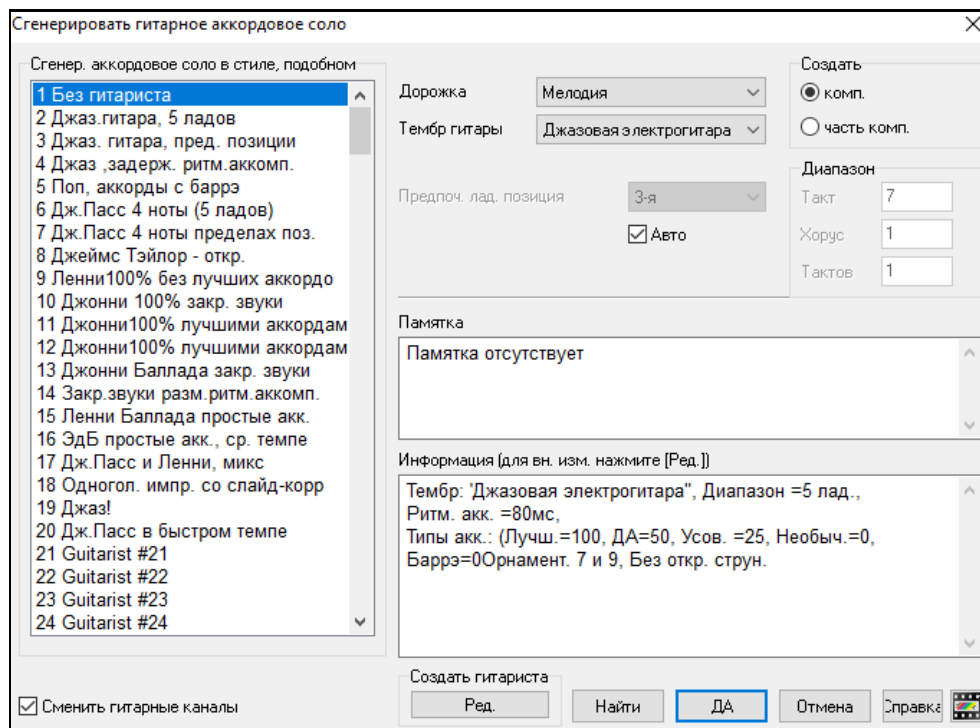 Сгенерировать гитарное аккордовое соло
Сгенер. аккордовое соло в стиле, подобном
1 Без гитариста
2 Джаз.гитара, 5 ладов
3 Джаз. гитара, пред. позиции
4 Джаз ,задерж. ритм.аккомп.
5 Поп, аккорды с баррэ
6 Дж.Пасс 4 ноты (5 ладов)
7 Дж.Пасс 4 ноты пределах поз.
8 Джеймс Тэйлор - откр.
9 Ленни100% без лучших аккордо
10 Джонни 100% закр. звуки
11 Джонни100% лучшими аккордам
12 Джонни100% лучшими аккордам
13 Джонни Баллада закр. звуки
14 Закр.звуки разм.ритм.аккомп.
15 Ленни Баллада простые акк.
16 ЭдБ простые акк., ср. темпе
17 Дж.Пасс и Ленни, микс
18 Одногол. импр. со слайд-корр
19 Джаз!
20 Дж.Пасс в быстром темпе
21 Guitarist #21
22 Guitarist #22
23 Guitarist #23
24 Guitarist #24
Сменить гитарные каналы
Дорожка
Мелодия
Тембр гитары
Джазовая электрогитара
Предпоч. лад. позиция
3-я
Авто
Создать
комп.
часть комп.
Диапазон
Такт
7
Хорус
1
Тактов
1
Памятка
Памятка отсутствует
Информация (для вн. изм. нажмите [Ред.])
Тембр: 'Джазовая электрогитара", Диапазон =5 лад.,
Ритм. акк. =80мс,
Типы акк.: (Лучш.=100, ДА=50, Усов. =25, Необыч.=0,
Баррэ=0Орнамент. 7 и 9, Без откр. струн.
Создать гитариста
Ред.
Найти
ДА
Отмена
Справка